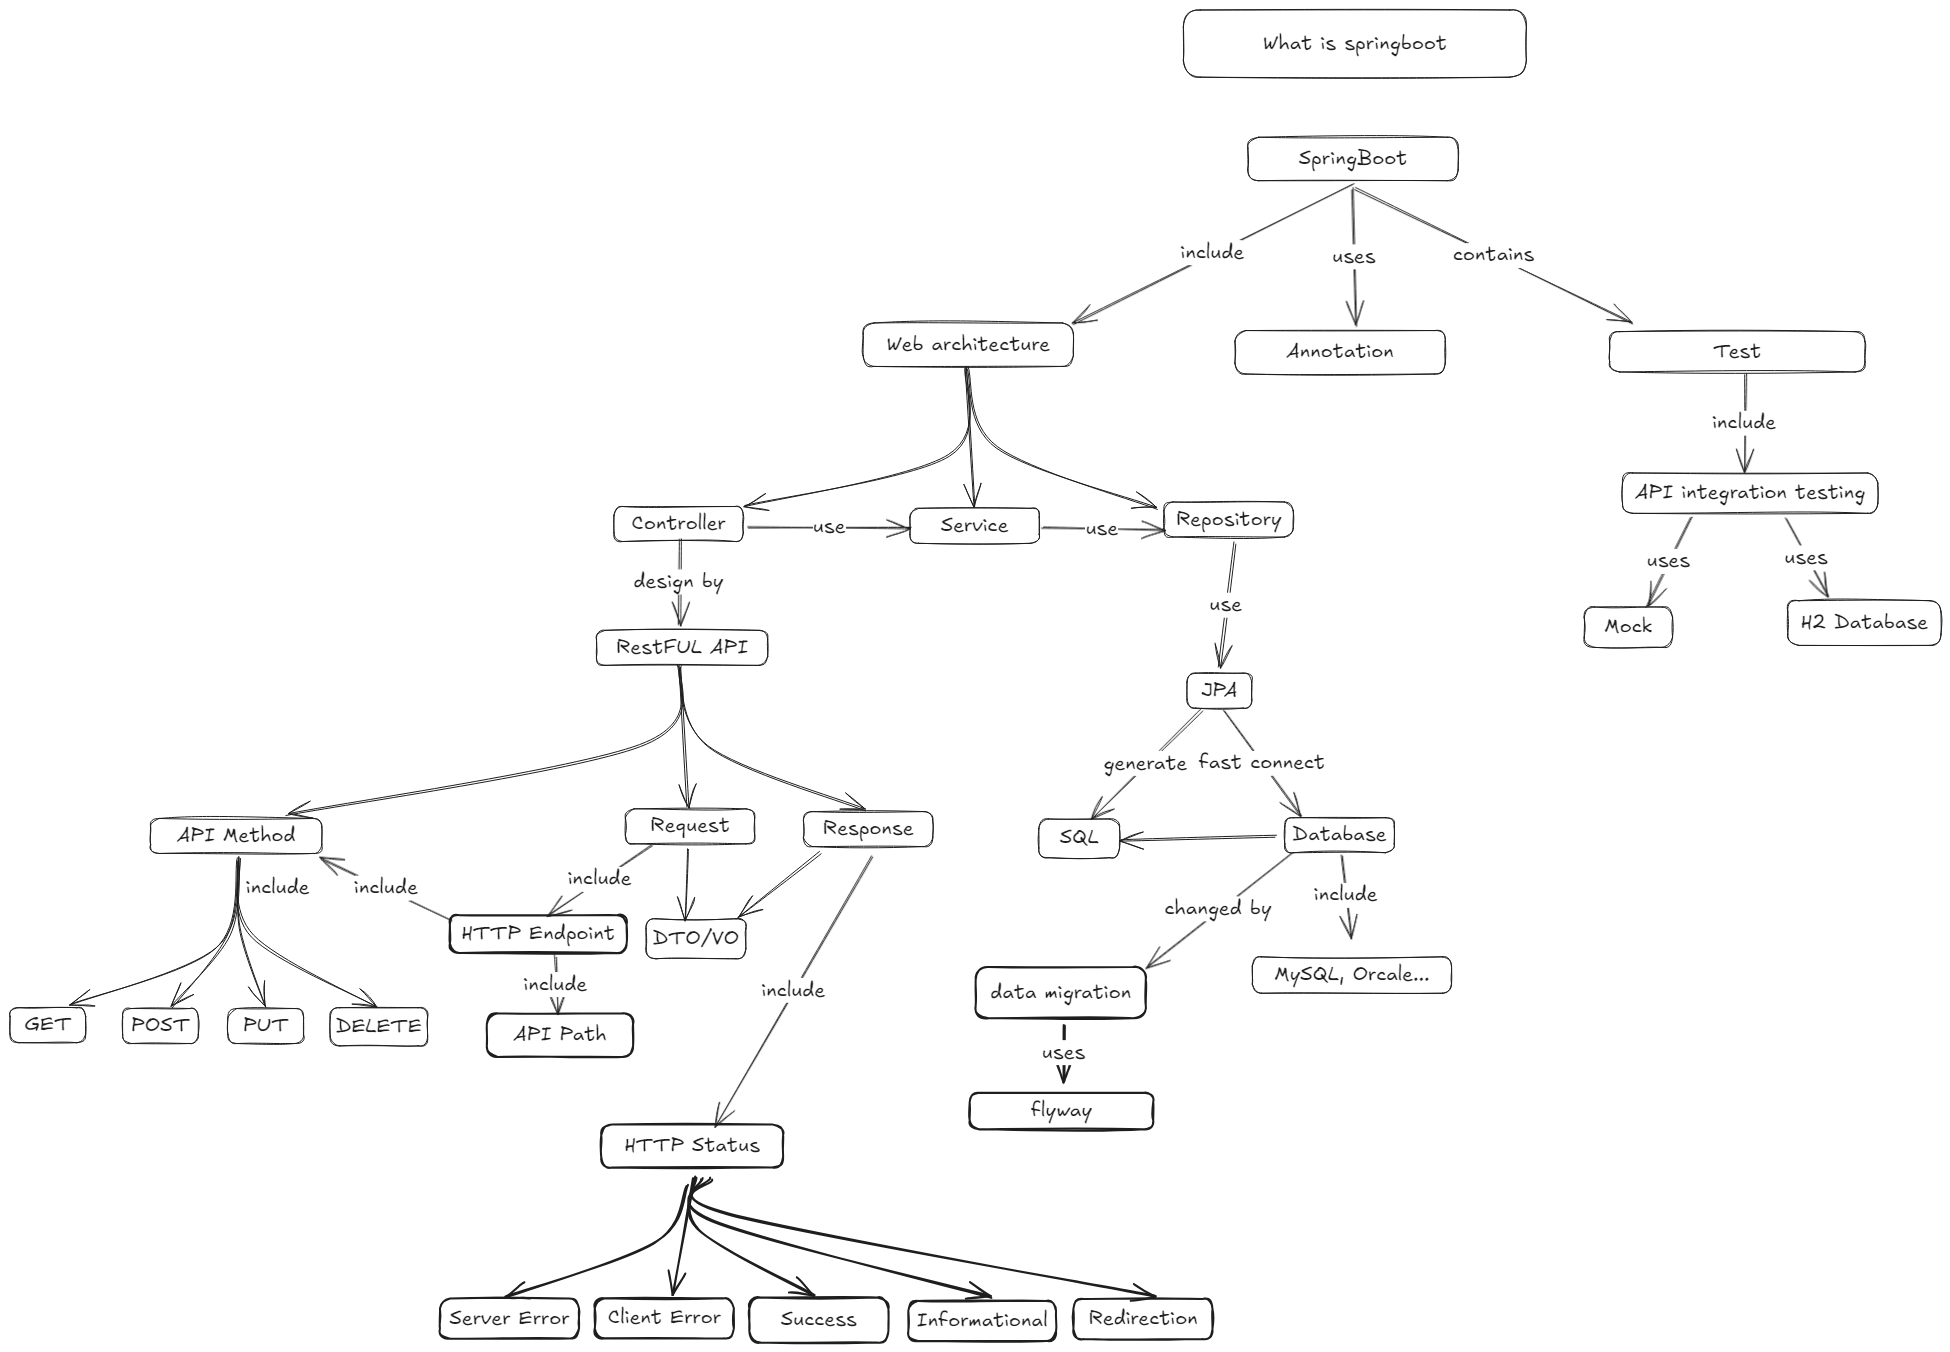 What is springboot
SpringBoot
include
uses
contains
Web architecture
Annotation
Test
include
API integration testing
Controller
use
Service
use
Repository
uses
uses
design by
use
Mock
H2 Database
RestFUL API
JPA
generate
fast connect
API Method
Request
Response
SQL
Database
include
include
include
include
changed by
HTTP Endpoint
DTO/VO
include
include
data migration
MySQL, Orcale...
GET
POST
PUT
DELETE
API Path
uses
flyway
HTTP Status
Server Error
Client Error
Success
Informational
Redirection